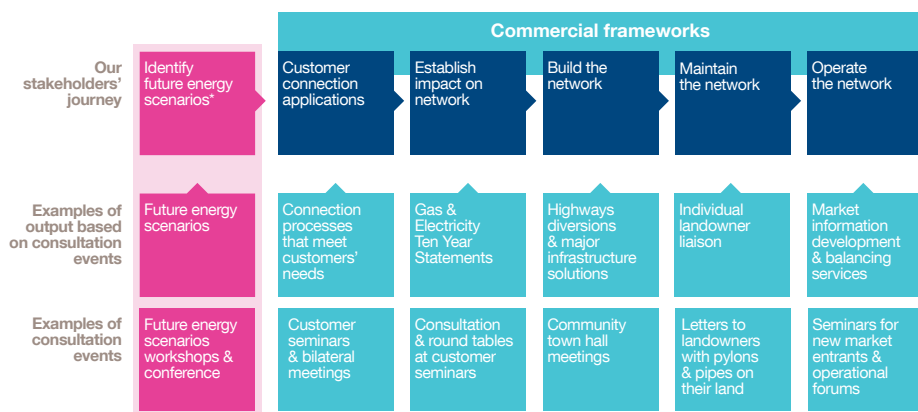 Commercial frameworks
Our
stakeholders’
journey
Identify
future energy
scenarios*
Customer
connection
applications
Establish
impact on
network
Build the
network
Maintain
the network
Operate
the network
Examples of
output based
on consultation
events
Future energy
scenarios
Connection
processes
that meet
customers’
needs
Gas &
Electricity
Ten Year
Statements
Highways
diversions
& major
infrastructure
solutions
Individual
landowner
liaison
Market
information
development
& balancing
services
Examples of
consultation
events
Future energy
scenarios
workshops &
conference
Customer
seminars
& bilateral
meetings
Consultation
& round tables
at customer
seminars
Community
town hall
meetings
Letters to
landowners
with pylons
& pipes on
their land
Seminars for
new market
entrants &
operational
forums